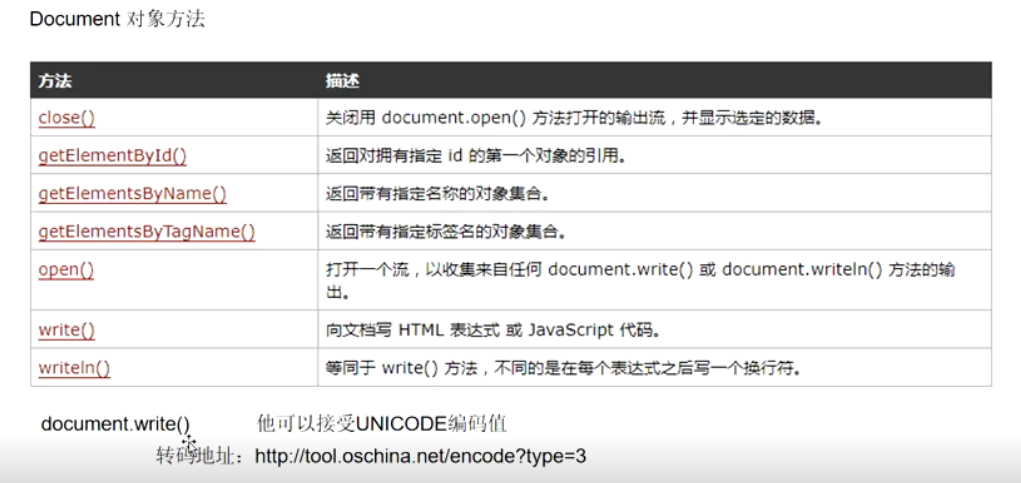 Document 对象方法
方法 描述
close() 关闭用 document.open() 方法打开的输出流，并显示选定的数据。
getElementById() 返回对拥有指定 id 的第一个对象的引用。
getElementsByName() 返回带有指定名称的对象集合。
getElementsByTagName() 返回带有指定标签名的对象集合。
open() 打开一个流，以收集来自任何 document.write() 或 document.writeln() 方法的输
出。
write() 向文档写 HTML 表达式 或 JavaScript 代码。
writeln() 等同于 write() 方法，不同的是在每个表达式之后写一个换行符。
document.write() 他可以接受UNICODE编码值
转码地址：http://tool.oschina.net/encode?type=3